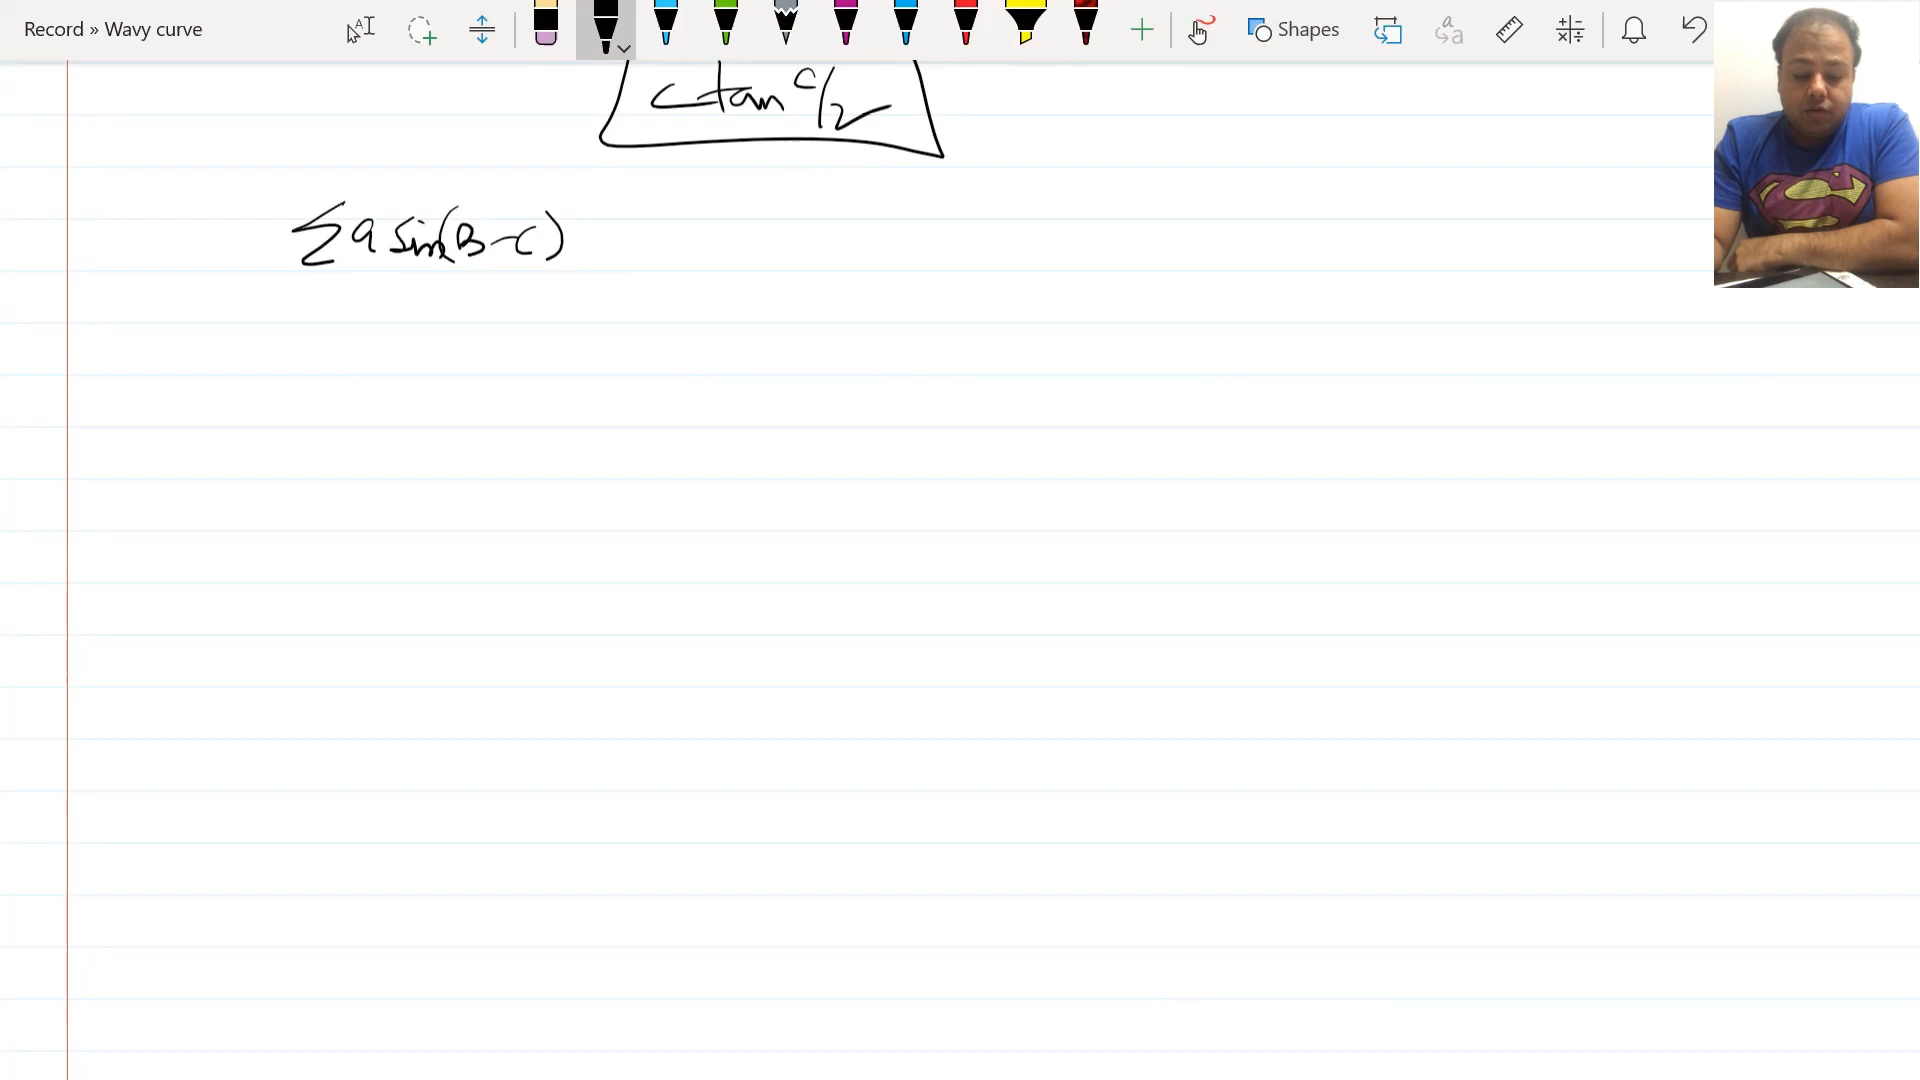 Record » Wavy curve
Shapes
c tan C/2
∑ a sin(B-C)